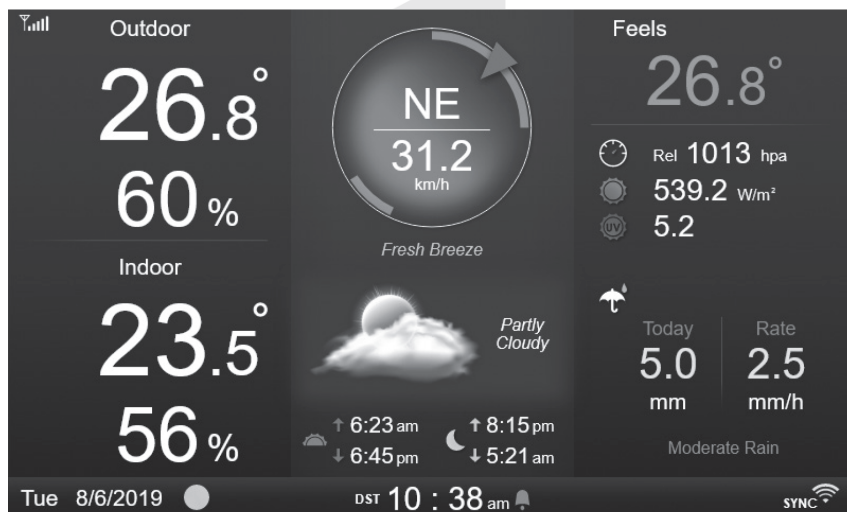 Outdoor
26.8°
60%
Indoor
23.5°
56%
NE
31.2
km/h
Fresh Breeze
Partly
Cloudy
↑ 6:23 am
↓ 6:45 pm
↑ 8:15 pm
↓ 5:21 am
Feels
26.8°
Rel 1013 hpa
539.2 W/m²
UV 5.2
Today Rate
5.0 2.5
mm mm/h
Moderate Rain
Tue 8/6/2019 DST 10 : 38 am SYNC